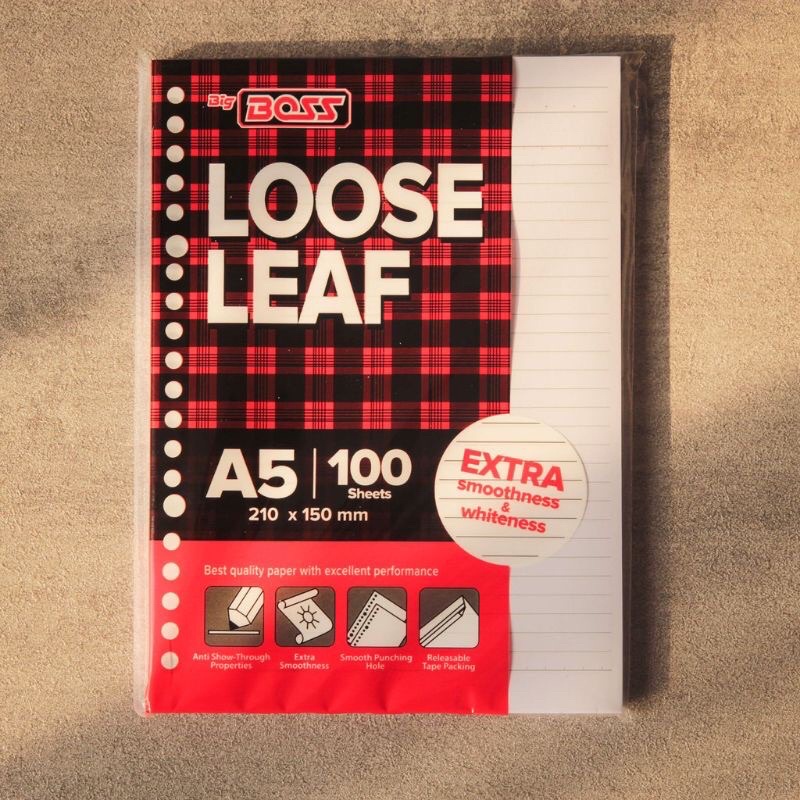 Big BOSS
LOOSE
LEAF
A5 | 100
Sheets
210 x 150 mm
EXTRA
smoothness
&
whiteness
Best quality paper with excellent performance
Anti Show-Through
Properties
Extra
Smoothness
Smooth Punching
Hole
Releasable
Tape Packing